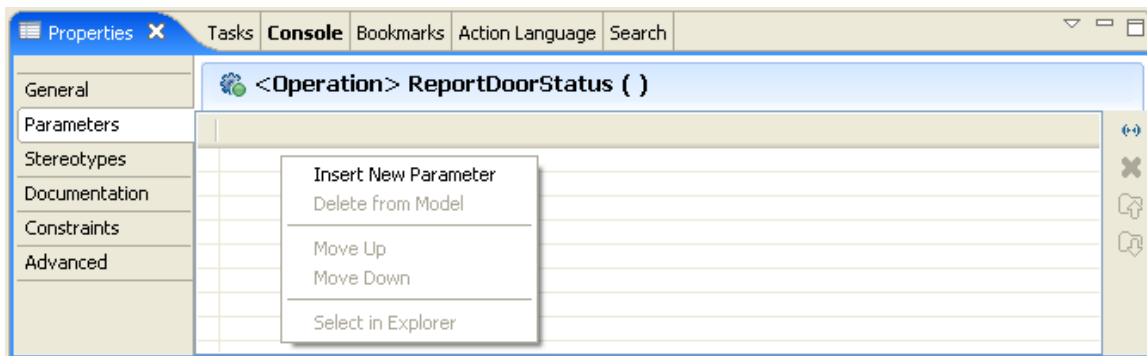 Properties Tasks Console Bookmarks Action Language Search
<Operation> ReportDoorStatus ( )
General
Parameters
Stereotypes
Documentation
Constraints
Advanced
Insert New Parameter
Delete from Model
Move Up
Move Down
Select in Explorer